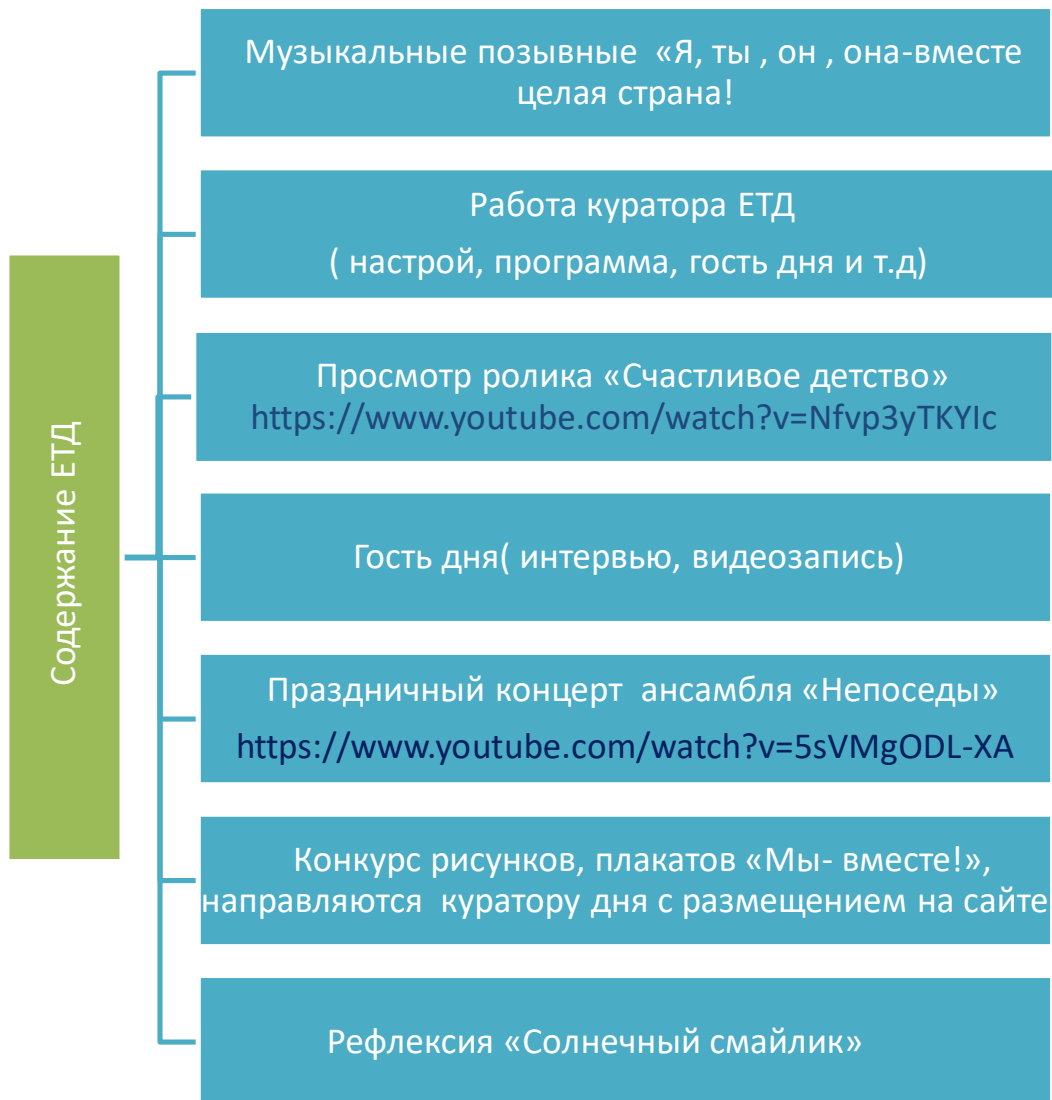 Содержание ЕТД
Музыкальные позывные «Я, ты , он , она-вместе
целая страна!
Работа куратора ЕТД
( настрой, программа, гость дня и т.д)
Просмотр ролика «Счастливое детство»
https://www.youtube.com/watch?v=Nfvp3yTKYIc
Гость дня( интервью, видеозапись)
Праздничный концерт ансамбля «Непоседы»
https://www.youtube.com/watch?v=5sVMgODL-XA
Конкурс рисунков, плакатов «Мы- вместе!»,
направляются куратору дня с размещением на сайте
Рефлексия «Солнечный смайлик»